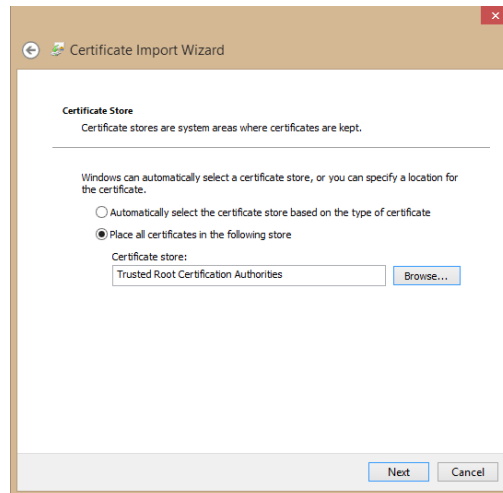 Certificate Import Wizard
Certificate Store
Certificate stores are system areas where certificates are kept.
Windows can automatically select a certificate store, or you can specify a location for
the certificate.
Automatically select the certificate store based on the type of certificate
Place all certificates in the following store
Certificate store:
Trusted Root Certification Authorities
Browse...
Next
Cancel